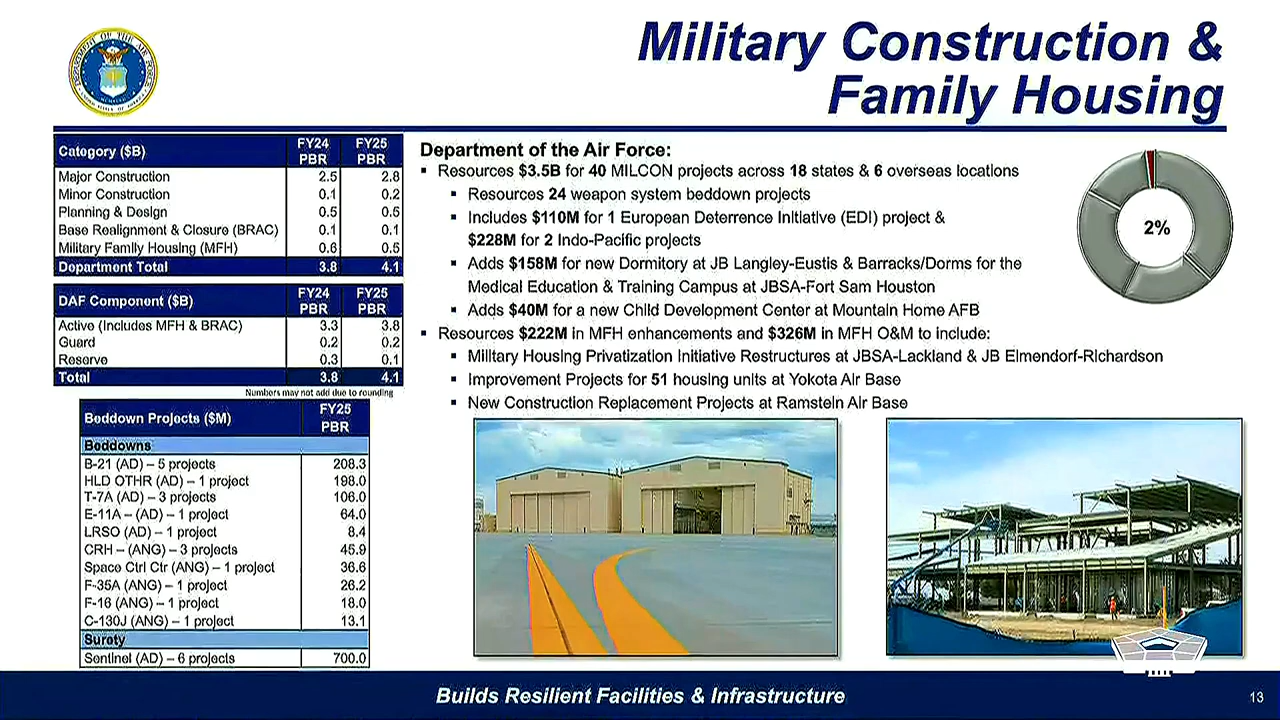 Military Construction &
Family Housing
Category ($B) FY24 PBR FY25 PBR
Major Construction 2.5 2.8
Minor Construction 0.1 0.2
Planning & Design 0.5 0.5
Base Realignment & Closure (BRAC) 0.1 0.1
Military Family Housing (MFH) 0.6 0.5
Department Total 3.8 4.1
DAF Component ($B) FY24 PBR FY25 PBR
Active (Includes MFH & BRAC) 3.3 3.8
Guard 0.2 0.2
Reserve 0.3 0.1
Total 3.8 4.1
Numbers may not add due to rounding
Beddown Projects ($M) FY25 PBR
Beddowns
B-21 (AD) – 5 projects 208.3
HLD OTHR (AD) – 1 project 198.0
T-7A (AD) – 3 projects 106.0
E-11A – (AD) – 1 project 64.0
LRSO (AD) – 1 project 8.4
CRH – (ANG) – 3 projects 45.9
Space Ctrl Ctr (ANG) – 1 project 36.6
F-35A (ANG) – 1 project 26.2
F-16 (ANG) – 1 project 18.0
C-130J (ANG) – 1 project 13.1
Surety
Sentinel (AD) – 6 projects 700.0
Department of the Air Force:
▪ Resources $3.5B for 40 MILCON projects across 18 states & 6 overseas locations
▪ Resources 24 weapon system beddown projects
▪ Includes $110M for 1 European Deterrence Initiative (EDI) project &
$228M for 2 Indo-Pacific projects
▪ Adds $158M for new Dormitory at JB Langley-Eustis & Barracks/Dorms for the
Medical Education & Training Campus at JBSA-Fort Sam Houston
▪ Adds $40M for a new Child Development Center at Mountain Home AFB
▪ Resources $222M in MFH enhancements and $326M in MFH O&M to include:
▪ Military Housing Privatization Initiative Restructures at JBSA-Lackland & JB Elmendorf-Richardson
▪ Improvement Projects for 51 housing units at Yokota Air Base
▪ New Construction Replacement Projects at Ramstein Air Base
2%
Builds Resilient Facilities & Infrastructure
13